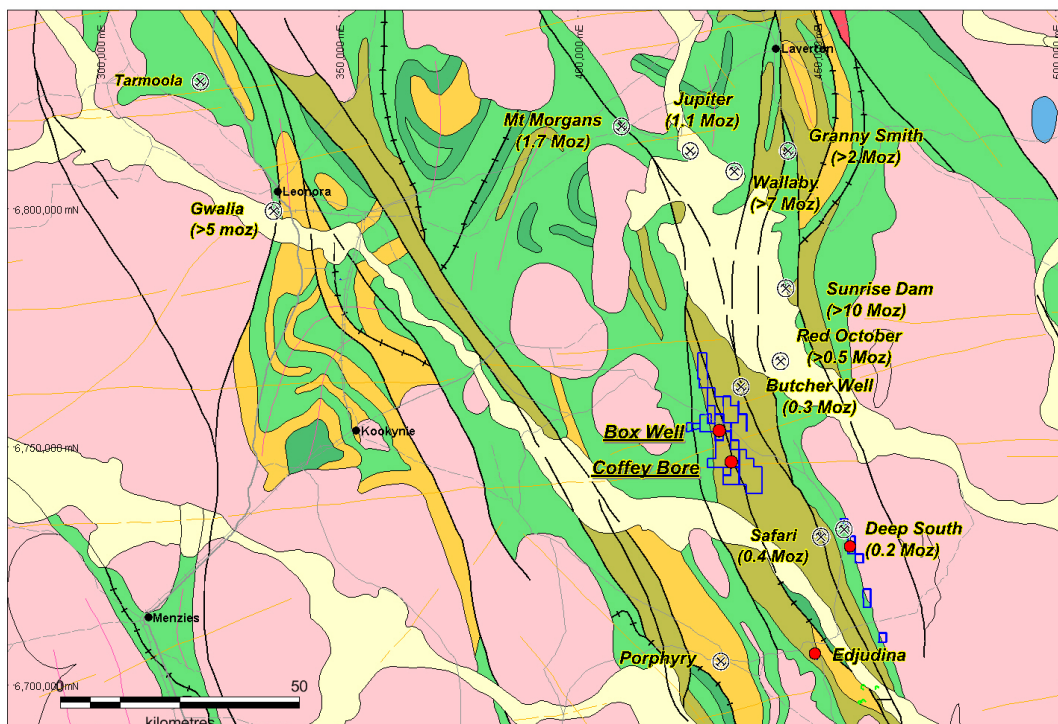 300,000 mE
350,000 mE
400,000 mE
450,000 mE
Laverton
Tarmoola
Jupiter
(1.1 Moz)
Mt Morgans
(1.7 Moz)
Granny Smith
(>2 Moz)
Wallaby
(>7 Moz)
Leonora
6,800,000 mN
Gwalia
(>5 moz)
Sunrise Dam
(>10 Moz)
Red October
(>0.5 Moz)
Butcher Well
(0.3 Moz)
Kookynie
Box Well
6,750,000 mN
Coffey Bore
Safari
(0.4 Moz)
Deep South
(0.2 Moz)
Menzies
Porphyry
Edjudina
6,700,000 mN
0
50
kilometres